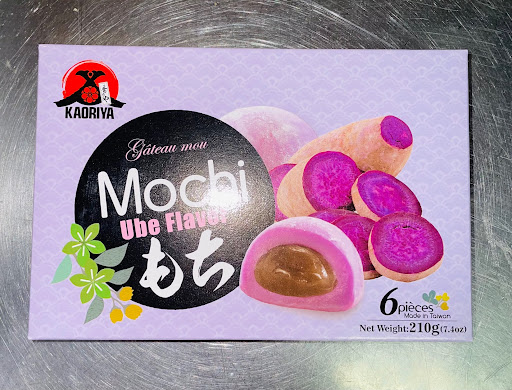 KAORIYA
Gâteau mou
Mochi
Ube Flavor
もち
6 pièces
Made in Taiwan
Net Weight:210g(7.4oz)